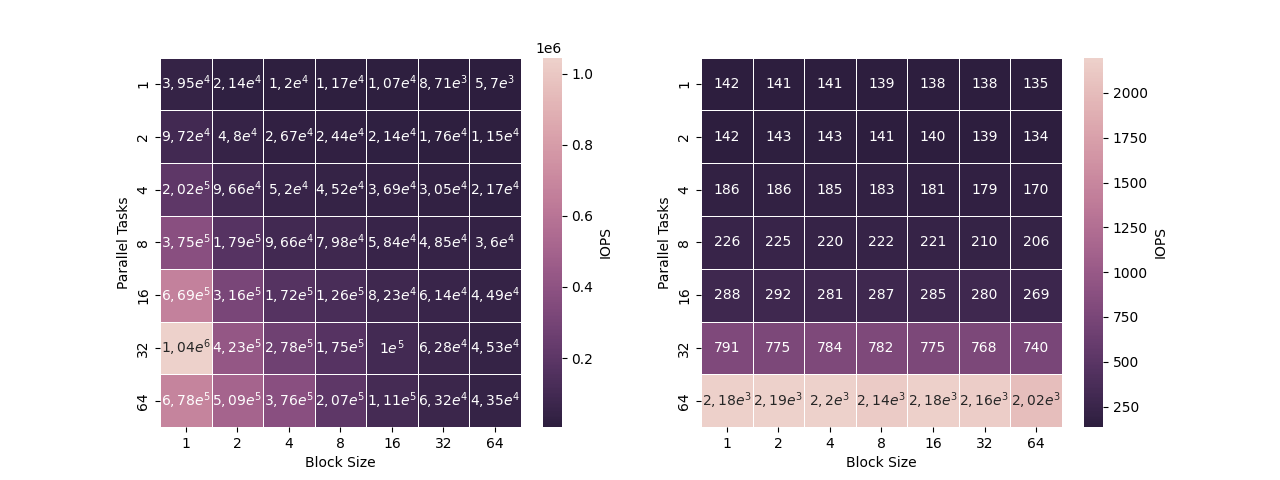 1e6
1 3,95e⁴ 2,14e⁴ 1,2e⁴ 1,17e⁴ 1,07e⁴ 8,71e³ 5,7e³
2 9,72e⁴ 4,8e⁴ 2,67e⁴ 2,44e⁴ 2,14e⁴ 1,76e⁴ 1,15e⁴
4 2,02e⁵ 9,66e⁴ 5,2e⁴ 4,52e⁴ 3,69e⁴ 3,05e⁴ 2,17e⁴
8 3,75e⁵ 1,79e⁵ 9,66e⁴ 7,98e⁴ 5,84e⁴ 4,85e⁴ 3,6e⁴
16 6,69e⁵ 3,16e⁵ 1,72e⁵ 1,26e⁵ 8,23e⁴ 6,14e⁴ 4,49e⁴
32 1,04e⁶ 4,23e⁵ 2,78e⁵ 1,75e⁵ 1e⁵ 6,28e⁴ 4,53e⁴
64 6,78e⁵ 5,09e⁵ 3,76e⁵ 2,07e⁵ 1,11e⁵ 6,32e⁴ 4,35e⁴
1 2 4 8 16 32 64
Block Size
Parallel Tasks
1.0
0.8
0.6
0.4
0.2
IOPS
1 142 141 141 139 138 138 135
2 142 143 143 141 140 139 134
4 186 186 185 183 181 179 170
8 226 225 220 222 221 210 206
16 288 292 281 287 285 280 269
32 791 775 784 782 775 768 740
64 2,18e³ 2,19e³ 2,2e³ 2,14e³ 2,18e³ 2,16e³ 2,02e³
1 2 4 8 16 32 64
Block Size
Parallel Tasks
2000
1750
1500
1250
1000
750
500
250
IOPS